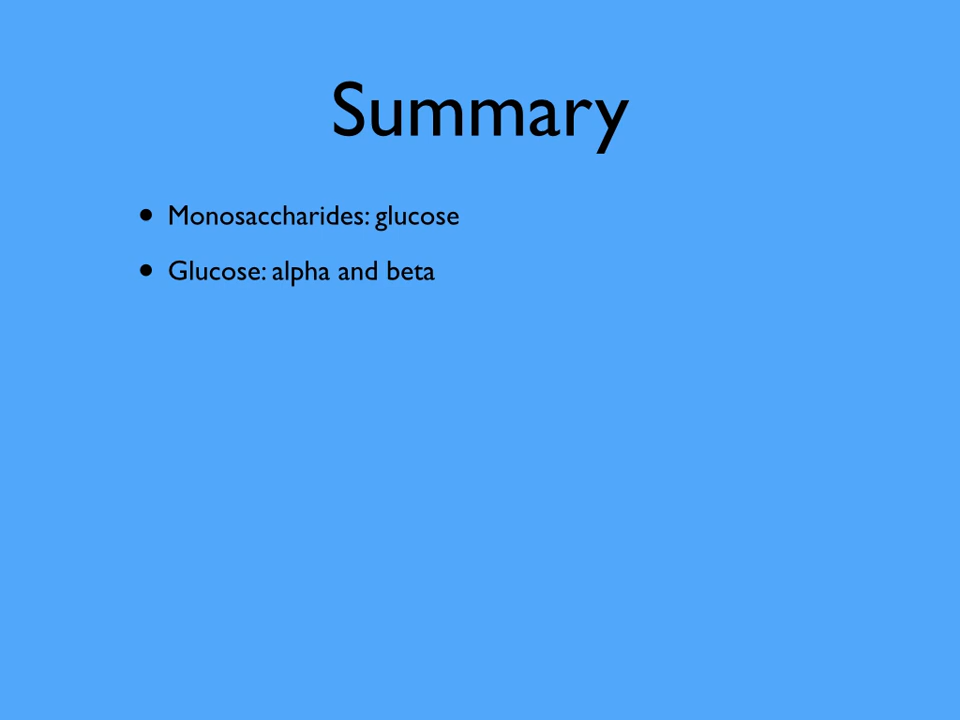 Summary
• Monosaccharides: glucose
• Glucose: alpha and beta